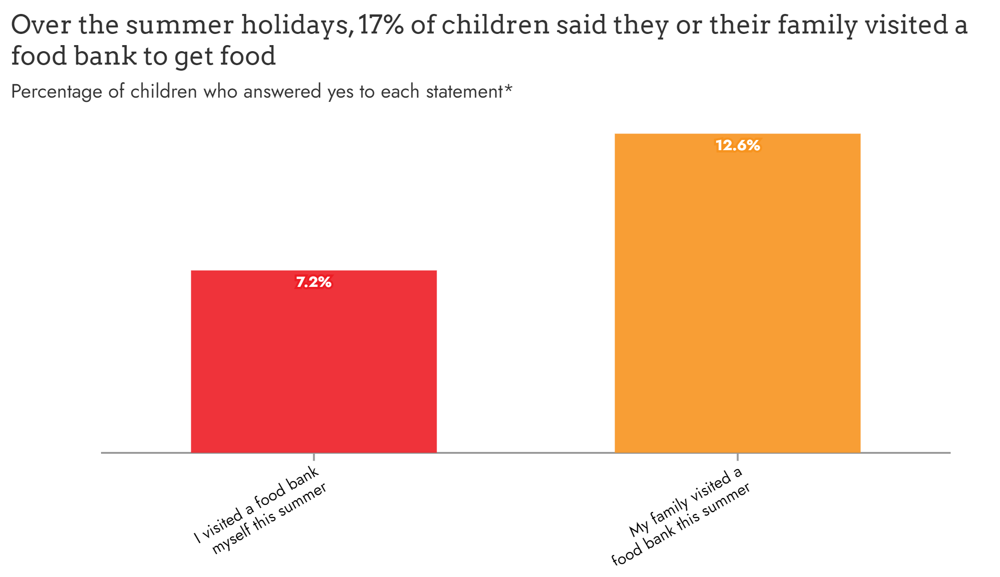 Over the summer holidays, 17% of children said they or their family visited a
food bank to get food
Percentage of children who answered yes to each statement*
12.6%
7.2%
I visited a food bank
myself this summer
My family visited a
food bank this summer